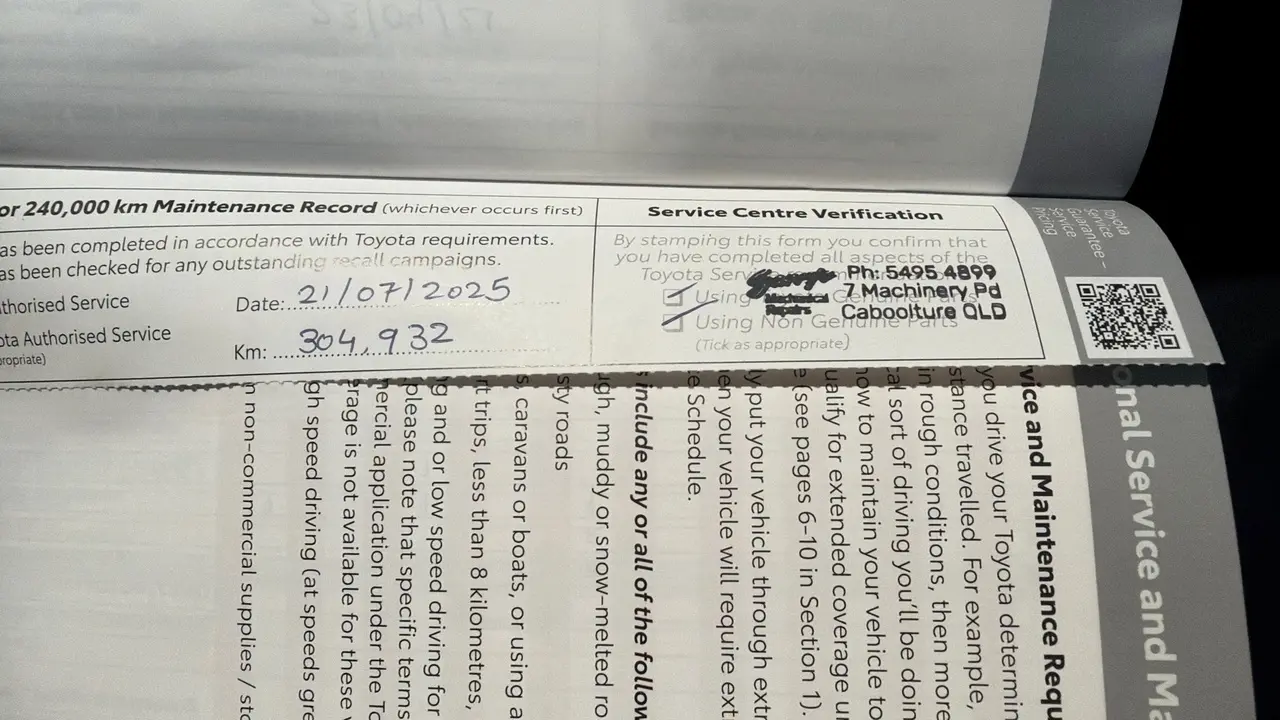 or 240,000 km Maintenance Record (whichever occurs first)
as been completed in accordance with Toyota requirements.
as been checked for any outstanding recall campaigns.
thorised Service
ota Authorised Service
ropriate)
Date: 21/07/2025
Km: 304,932
Service Centre Verification
By stamping this form you confirm that
you have completed all aspects of the
Toyota
Using Genuine Parts
Using Non Genuine Parts
(Tick as appropriate)
Mechanical
Repairs
Ph: 5495 4899
7 Machinery Pd
Caboolture QLD
Toyota
Service
Guarantee –
Service
Pricing
onal Service and Ma
vice and Maintenance Requ
you drive your Toyota determin
stance travelled. For example,
in rough conditions, then more
cal sort of driving you'll be doin
how to maintain your vehicle to
ualify for extended coverage u
e (see pages 6–10 in Section 1).
ly put your vehicle through extr
en your vehicle will require ext
e Schedule.
s include any or all of the follow
ugh, muddy or snow-melted ro
sty roads
s, caravans or boats, or using a
rt trips, less than 8 kilometres,
g and or low speed driving for
please note that specific terms
mercial application under the To
erage is not available for these v
gh speed driving (at speeds gre
n non-commercial supplies / sto